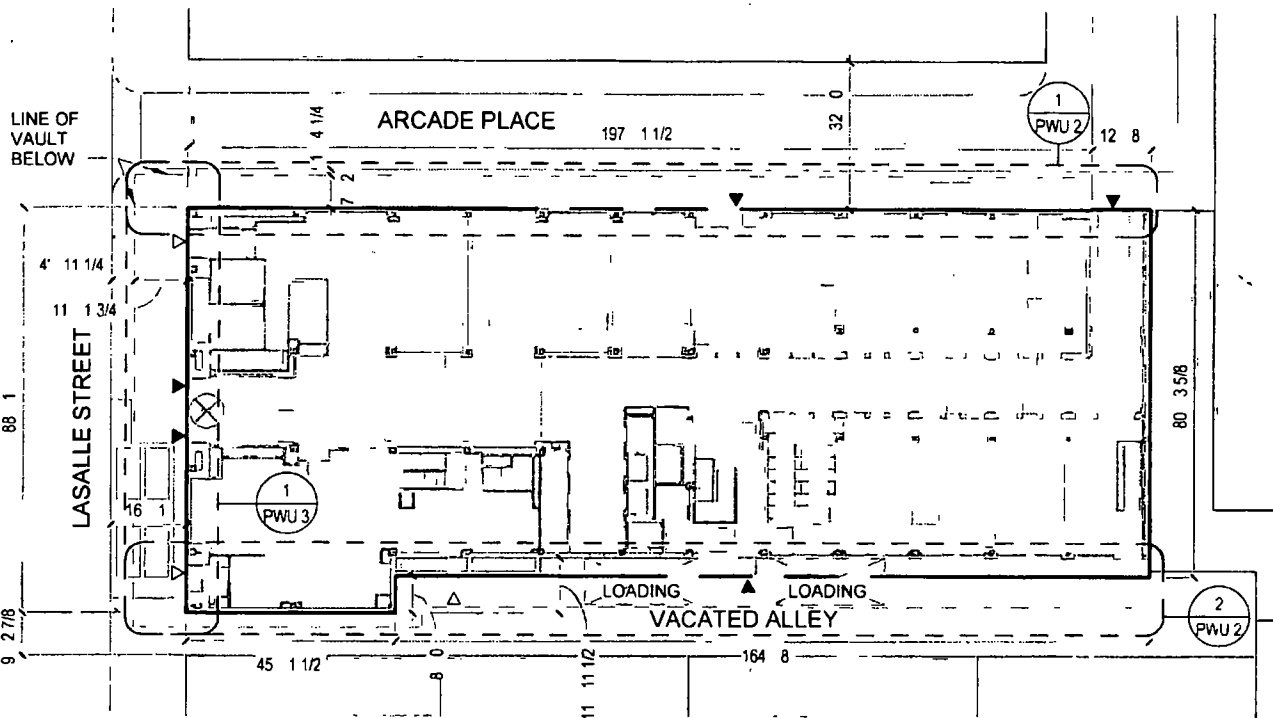 LINE OF
VAULT
BELOW
ARCADE PLACE
1 4 1/4
197 1 1/2
32 0
1
PWU 2
12 8
7 2
4' 11 1/4
11 1 3/4
LASALLE STREET
88 1
80 3 5/8
16 1
1
PWU 3
LOADING
LOADING
VACATED ALLEY
2
PWU 2
9 2 7/8
45 1 1/2
8 0
11 11 1/2
164 8